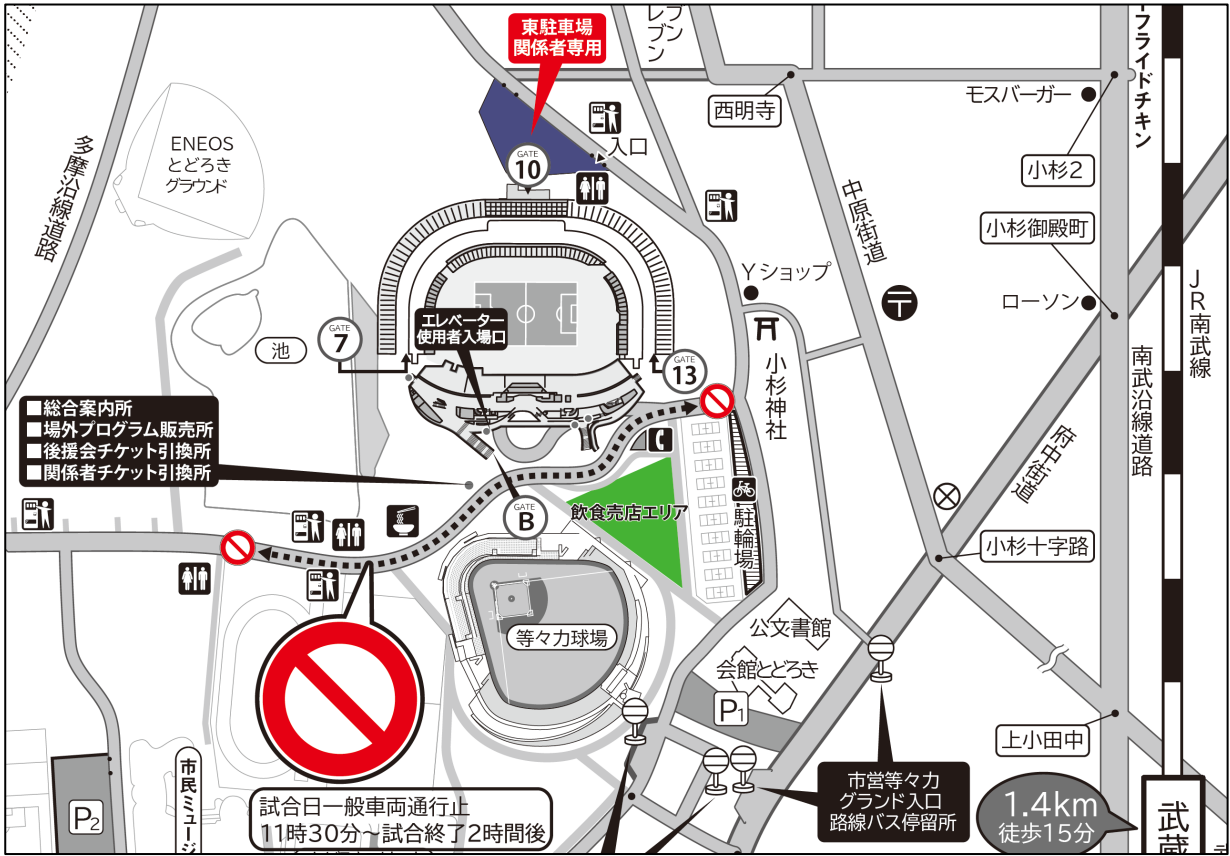 東駐車場
関係者専用
ブン
レブン
フライドチキン
西明寺
モスバーガー
小杉2
ENEOS
とどろき
グラウンド
多摩沿線道路
GATE
10
入口
中原街道
小杉御殿町
Yショップ
〒
ローソン
JR南武線
エレベーター
使用者入場口
GATE
7
池
GATE
13
小杉神社
南武沿線道路
府中街道
■総合案内所
■場外プログラム販売所
■後援会チケット引換所
■関係者チケット引換所
GATE
B
飲食売店エリア
駐輪場
小杉十字路
等々力球場
公文書館
会館とどろき
P1
上小田中
市営等々力
グランド入口
路線バス停留所
1.4km
徒歩15分
武蔵
市民ミュージ
P2
試合日一般車両通行止
11時30分～試合終了2時間後